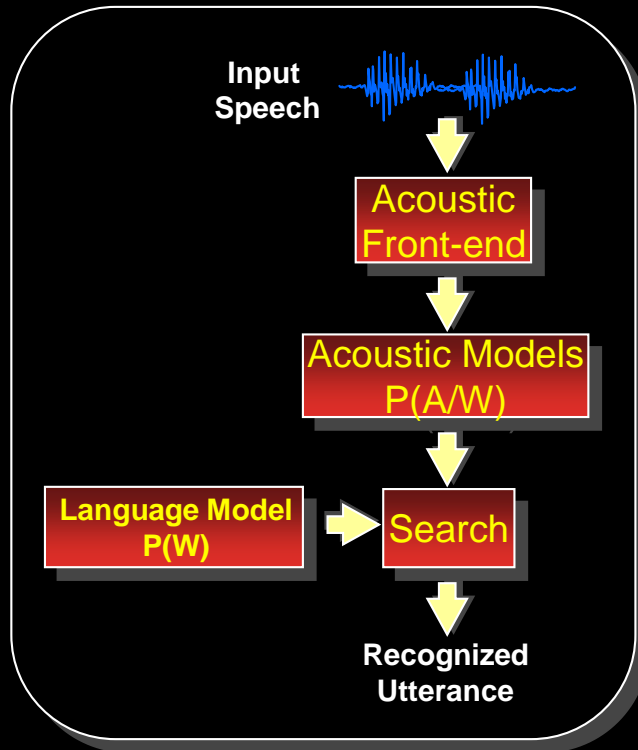 Input
Speech
Acoustic
Front-end
Acoustic Models
P(A/W)
Language Model
P(W)
Search
Recognized
Utterance